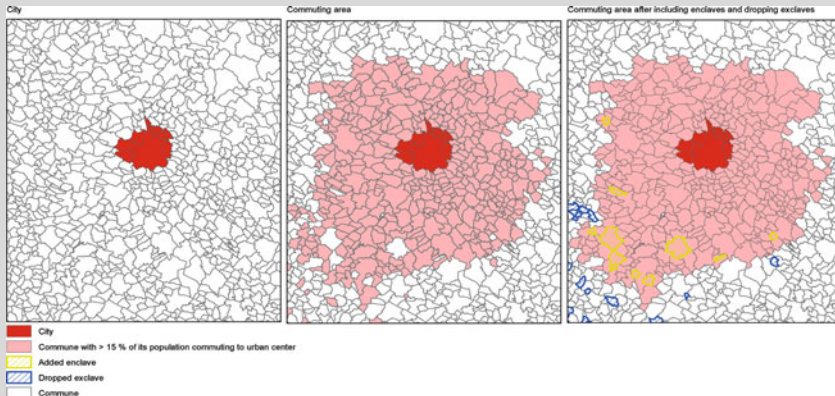 City
Commuting area
Commuting area after including enclaves and dropping exclaves
City
Commune with > 15 % of its population commuting to urban center
Added enclave
Dropped exclave
Commune